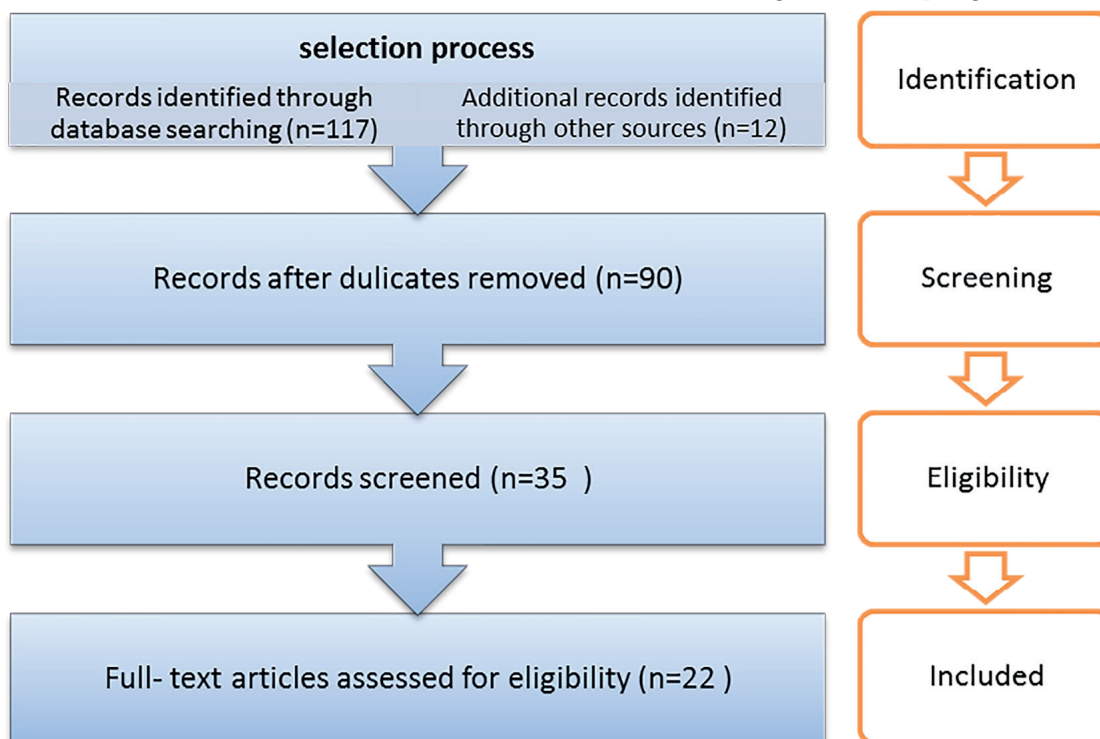 selection process
Records identified through
database searching (n=117)
Additional records identified
through other sources (n=12)
Identification
Records after dulicates removed (n=90)
Screening
Records screened (n=35 )
Eligibility
Full- text articles assessed for eligibility (n=22 )
Included